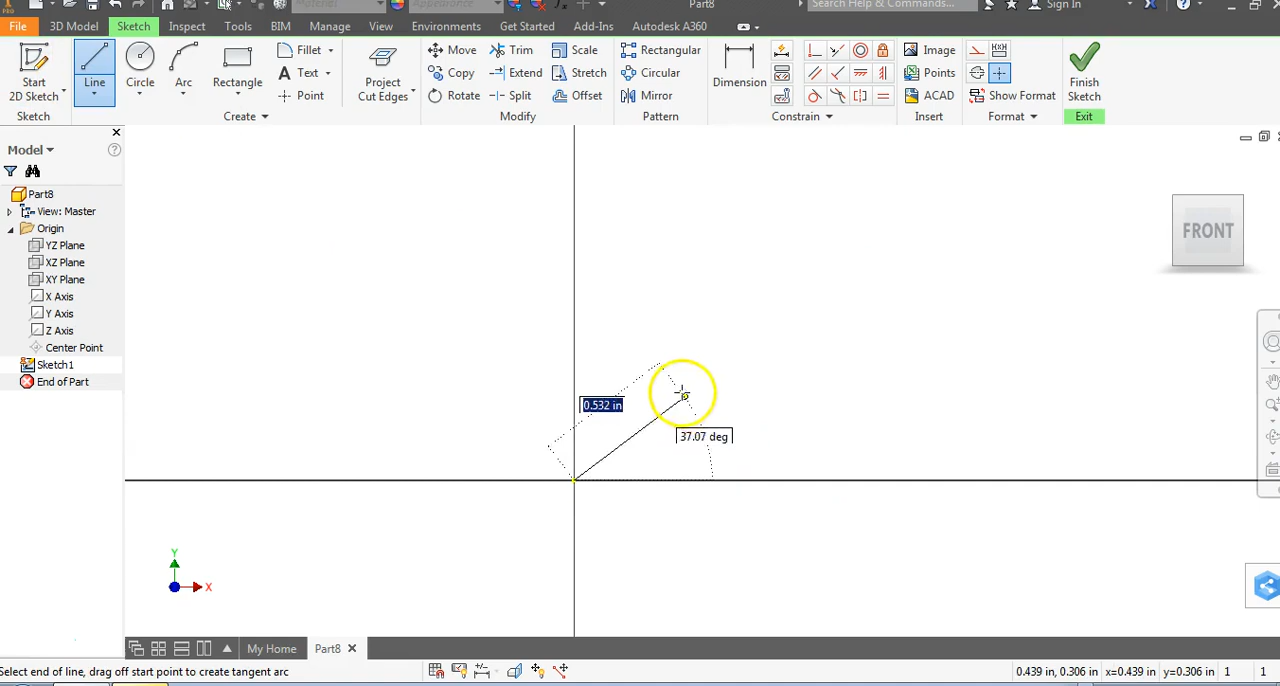 Part8
Search Help & Commands...
Sign In
File 3D Model Sketch Inspect Tools BIM Manage View Environments Get Started Add-Ins Autodesk A360
Start
2D Sketch
Line
Circle
Arc
Rectangle
Fillet
Text
Point
Project
Cut Edges
Move
Copy
Rotate
Trim
Extend
Split
Scale
Stretch
Offset
Rectangular
Circular
Mirror
Dimension
Image
Points
ACAD
Show Format
Finish
Sketch
Sketch Create Modify Pattern Constrain Insert Format Exit
Model
Part8
View: Master
Origin
YZ Plane
XZ Plane
XY Plane
X Axis
Y Axis
Z Axis
Center Point
Sketch1
End of Part
FRONT
0.532 in
37.07 deg
Y
X
My Home Part8
Select end of line, drag off start point to create tangent arc
0.439 in, 0.306 in x=0.439 in y=0.306 in 1 1